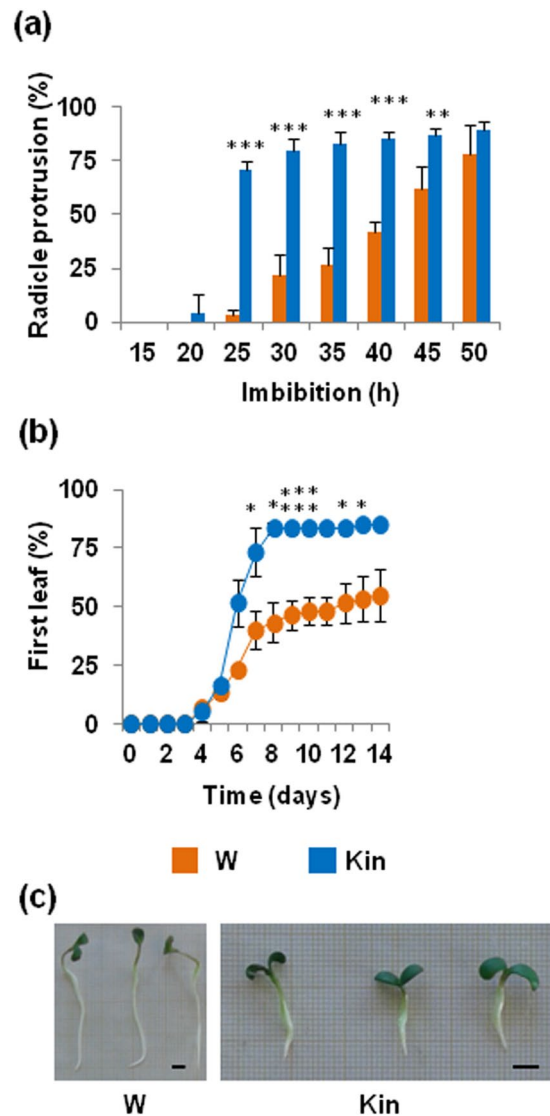 (a)
Radicle protrusion (%)
100
75
50
25
0
*** *** *** *** **
15 20 25 30 35 40 45 50
Imbibition (h)
(b)
First leaf (%)
100
75
50
25
0
* * * * * * *
* * *
0 2 4 6 8 10 12 14
Time (days)
W Kin
(c)
W Kin